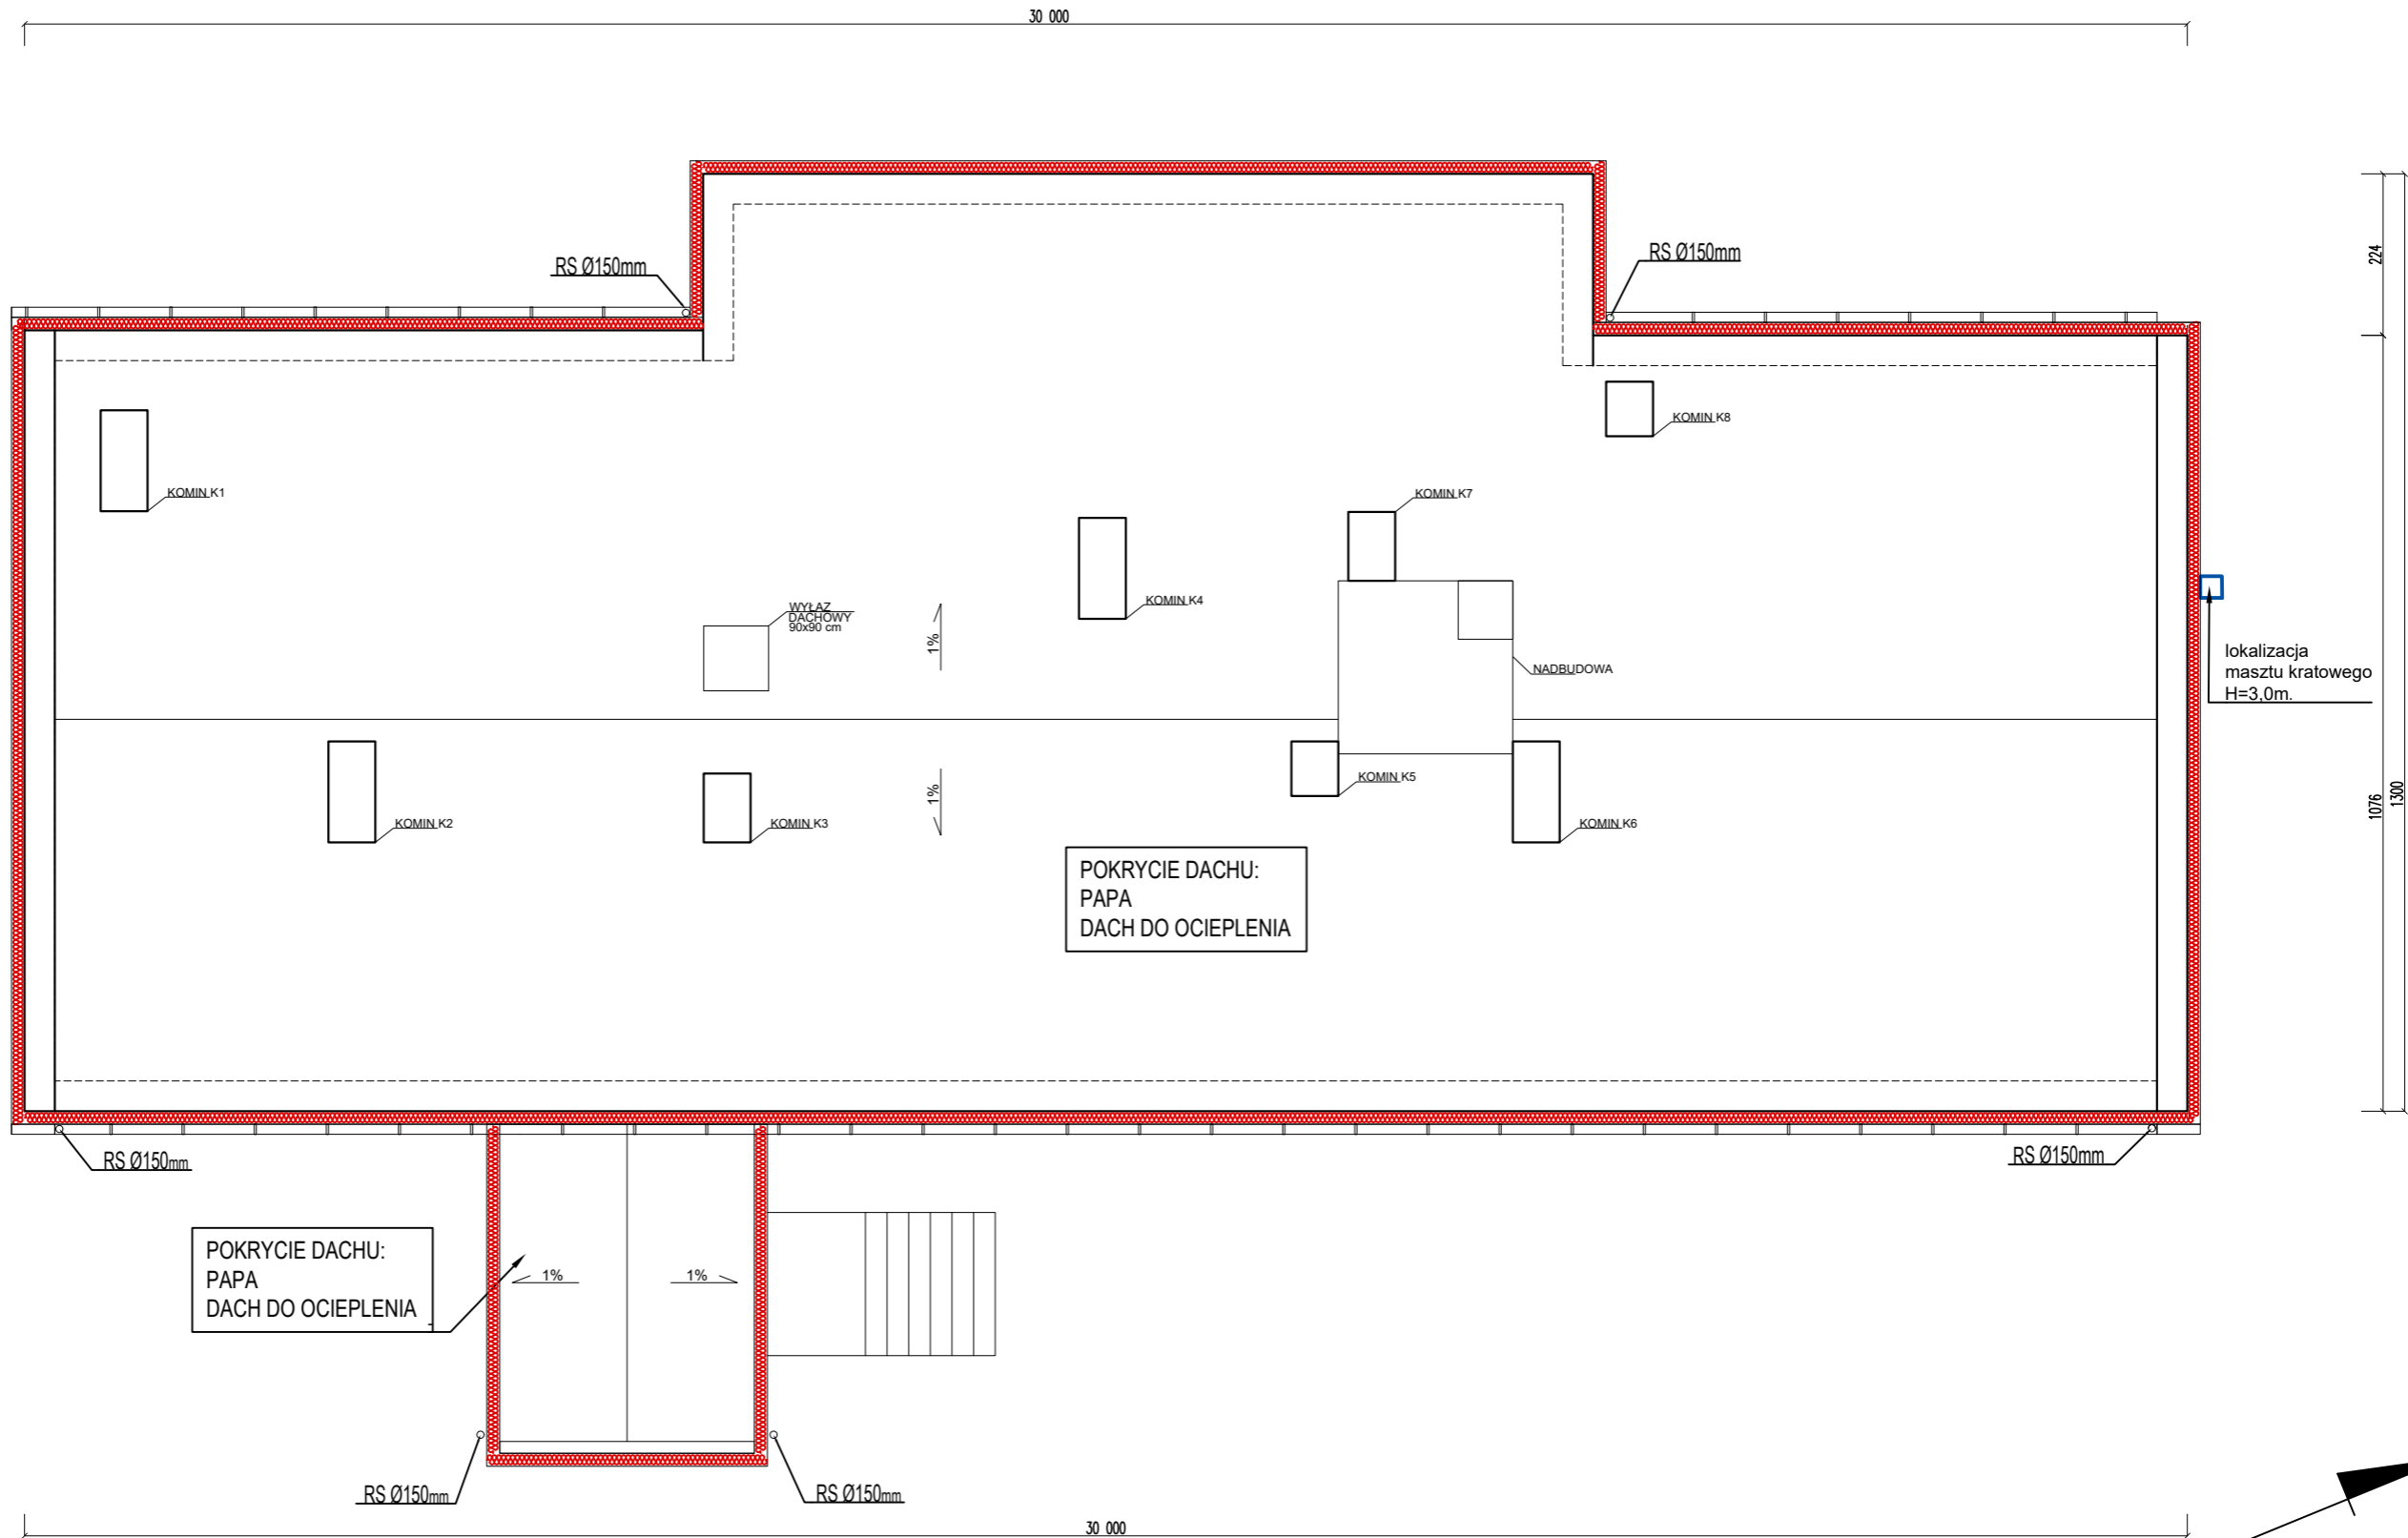 30 000
RS Ø150mm
RS Ø150mm
224
KOMIN K8
KOMIN K1
KOMIN K7
KOMIN K4
WYŁAZ
DACHOWY
90x90 cm
1%
NADBUDOWA
lokalizacja
masztu kratowego
H=3,0m.
KOMIN K5
1%
1076
1300
KOMIN K2
KOMIN K3
KOMIN K6
POKRYCIE DACHU:
PAPA
DACH DO OCIEPLENIA
RS Ø150mm
RS Ø150mm
POKRYCIE DACHU:
PAPA
DACH DO OCIEPLENIA
1%
1%
RS Ø150mm
RS Ø150mm
30 000